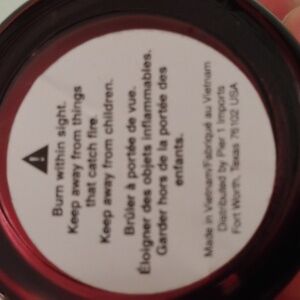 Burn within sight.
Keep away from things
that catch fire.
Keep away from children.
Brûler à portée de vue.
Éloigner des objets inflammables.
Garder hors de la portée des
enfants.
Made in Vietnam/Fabriqué au Vietnam
Distributed by Pier 1 Imports
Fort Worth, Texas 76102 USA